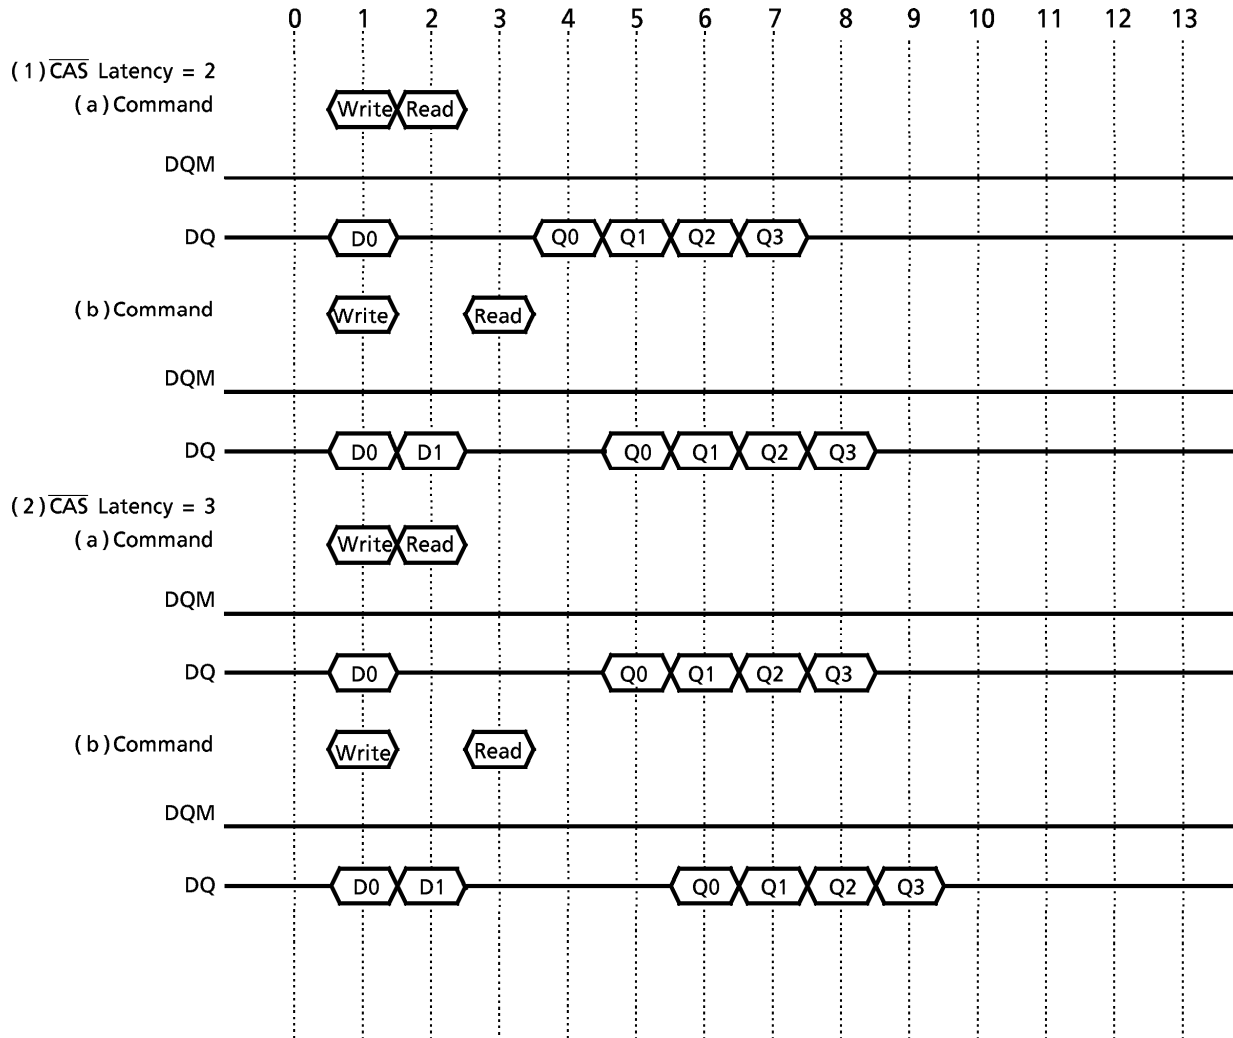 0 1 2 3 4 5 6 7 8 9 10 11 12 13
(1) C̅A̅S̅ Latency = 2
(a) Command Write Read
DQM
DQ D0 Q0 Q1 Q2 Q3
(b) Command Write Read
DQM
DQ D0 D1 Q0 Q1 Q2 Q3
(2) C̅A̅S̅ Latency = 3
(a) Command Write Read
DQM
DQ D0 Q0 Q1 Q2 Q3
(b) Command Write Read
DQM
DQ D0 D1 Q0 Q1 Q2 Q3